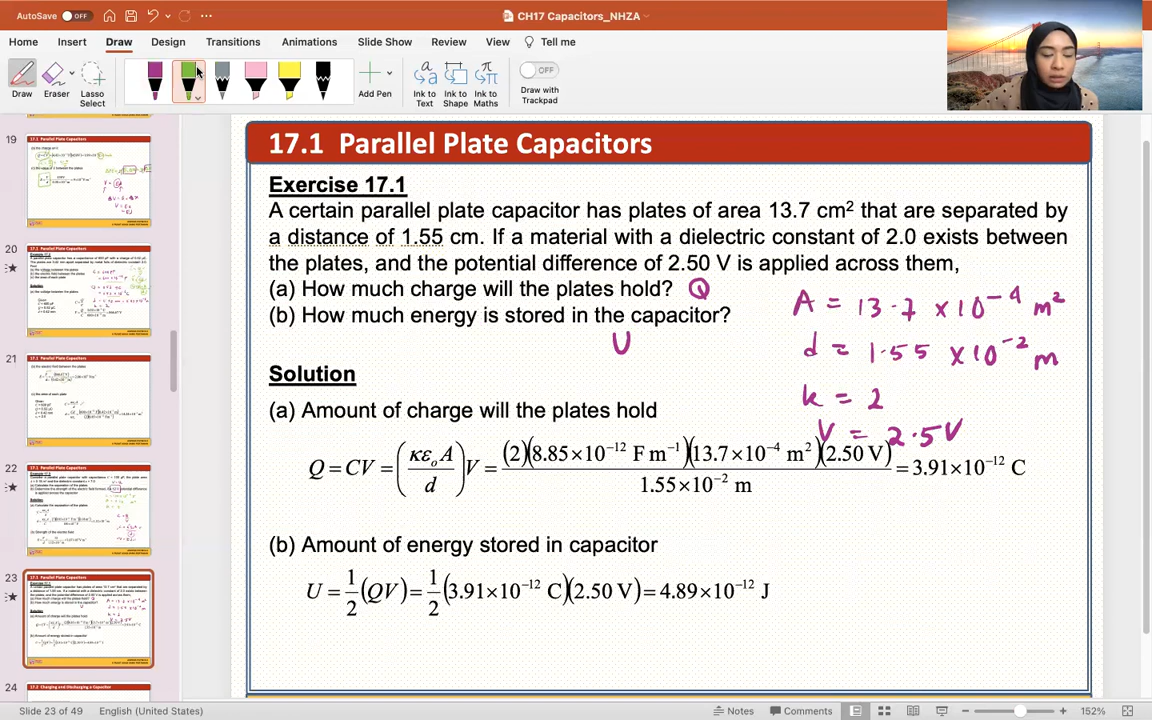 AutoSave OFF
CH17 Capacitors_NHZA
Home Insert Draw Design Transitions Animations Slide Show Review View Tell me
OFF
Draw Eraser Lasso Select Add Pen Ink to Text Ink to Shape Ink to Maths Draw with Trackpad
19
20
21
22
23
24
17.1 Parallel Plate Capacitors
Exercise 17.1
A certain parallel plate capacitor has plates of area 13.7 cm² that are separated by
a distance of 1.55 cm. If a material with a dielectric constant of 2.0 exists between
the plates, and the potential difference of 2.50 V is applied across them,
(a) How much charge will the plates hold? Q
(b) How much energy is stored in the capacitor?
U
A = 13.7 × 10⁻⁴ m²
d = 1.55 × 10⁻² m
k = 2
V = 2.5V
Solution
(a) Amount of charge will the plates hold
Q = CV = (κε₀A / d) V = (2)(8.85×10⁻¹² F m⁻¹)(13.7×10⁻⁴ m²)(2.50 V) / 1.55×10⁻² m = 3.91×10⁻¹² C
(b) Amount of energy stored in capacitor
U = 1/2 (QV) = 1/2 (3.91×10⁻¹² C)(2.50 V) = 4.89×10⁻¹² J
Slide 23 of 49 English (United States) Notes Comments 152%